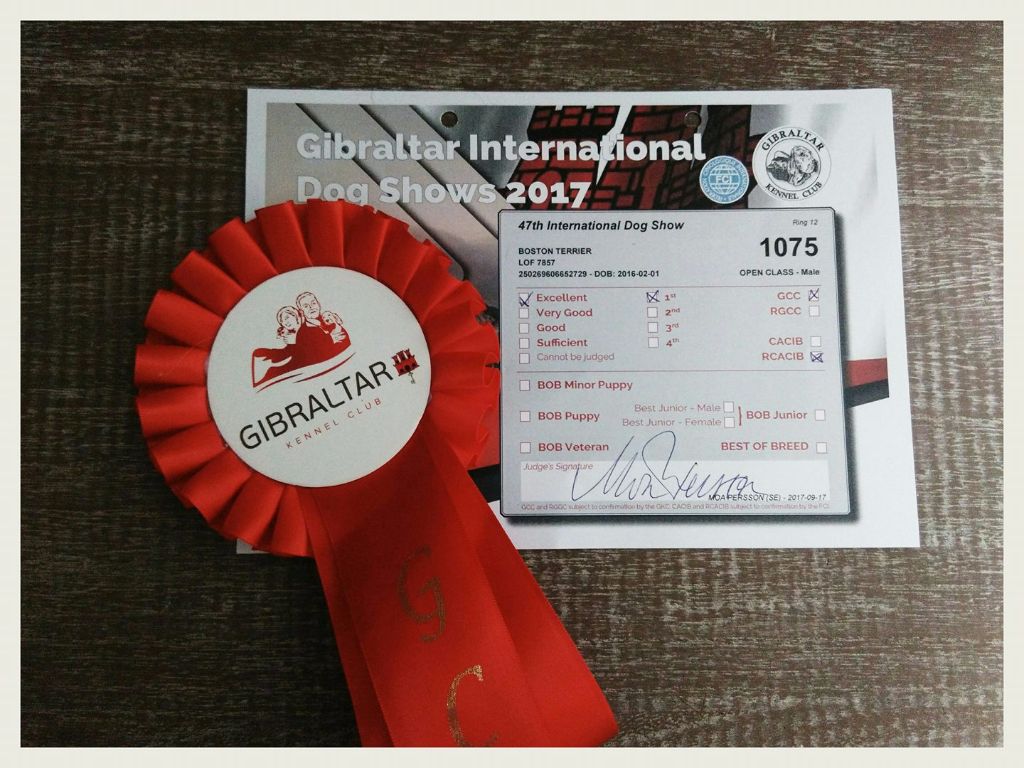 Gibraltar International
Dog Shows 2017
FCI
GIBRALTAR
KENNEL CLUB
47th International Dog Show
Ring 12
BOSTON TERRIER
1075
LOF 7857
250269606652729 - DOB: 2016-02-01
OPEN CLASS - Male
Excellent
1st
GCC
Very Good
2nd
RGCC
Good
3rd
Sufficient
4th
CACIB
Cannot be judged
RCACIB
BOB Minor Puppy
BOB Puppy
Best Junior - Male
Best Junior - Female
BOB Junior
BOB Veteran
BEST OF BREED
Judge's Signature
MOA PERSSON (SE) - 2017-09-17
GCC and RGCC subject to confirmation by the GKC. CACIB and RCACIB subject to confirmation by the FCI.
GIBRALTAR
KENNEL CLUB
G
C